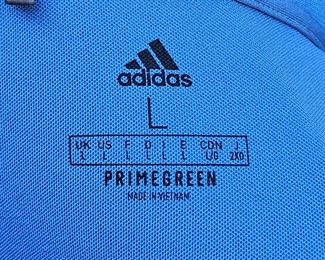 adidas
L
UK US F D I E CDN J
L L L L L L L/G 2XO
PRIMEGREEN
MADE IN VIETNAM